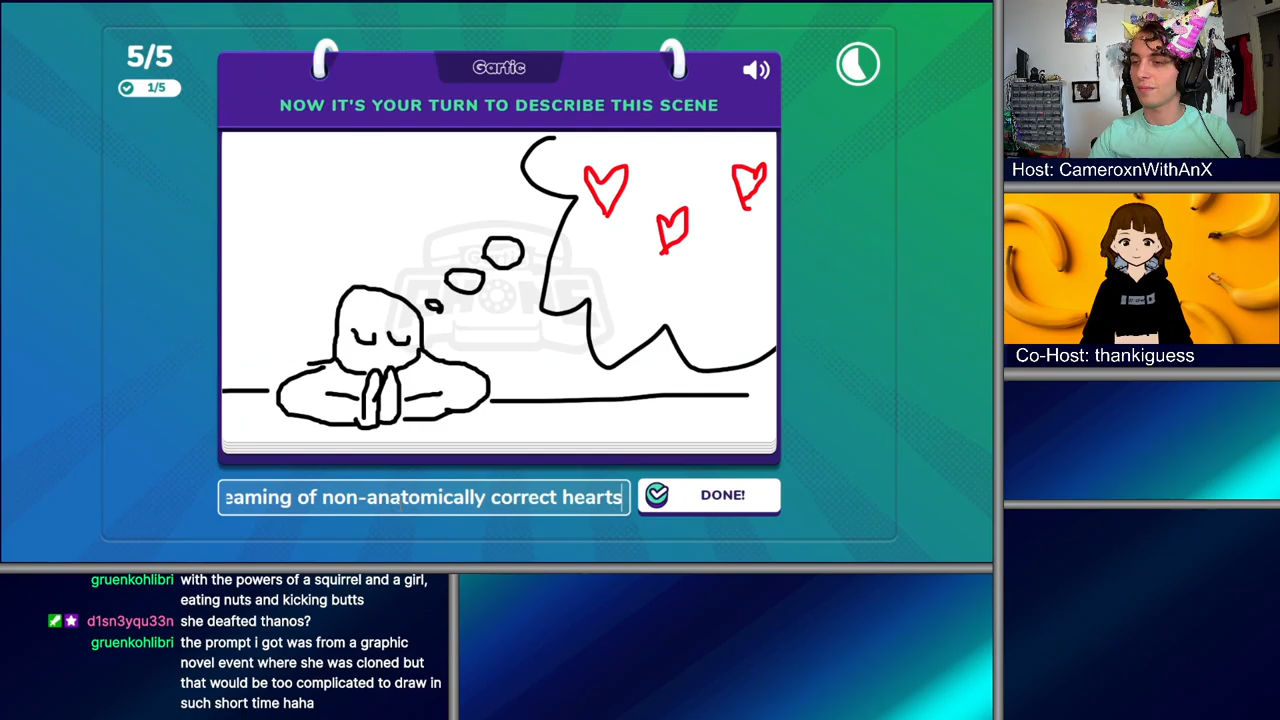 5/5
1/5
Gartic
NOW IT'S YOUR TURN TO DESCRIBE THIS SCENE
eaming of non-anatomically correct hearts
DONE!
Host: CameroxnWithAnX
Co-Host: thankiguess
gruenkohlibri with the powers of a squirrel and a girl,
eating nuts and kicking butts
d1sn3yqu33n she deafted thanos?
gruenkohlibri the prompt i got was from a graphic
novel event where she was cloned but
that would be too complicated to draw in
such short time haha